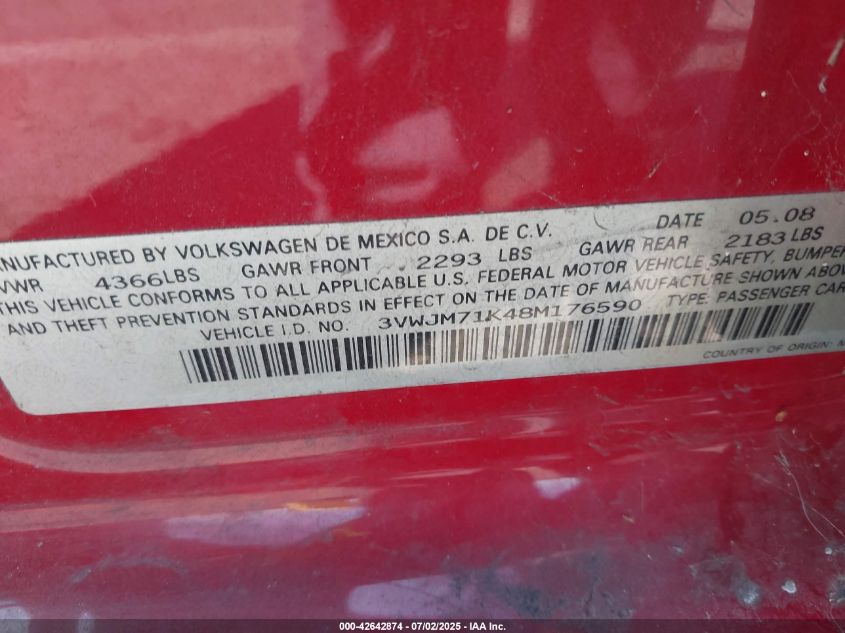 NUFACTURED BY VOLKSWAGEN DE MEXICO S.A. DE C.V. DATE 05.08
VWR 4366LBS GAWR FRONT 2293 LBS GAWR REAR 2183 LBS
THIS VEHICLE CONFORMS TO ALL APPLICABLE U.S. FEDERAL MOTOR VEHICLE SAFETY, BUMPER
AND THEFT PREVENTION STANDARDS IN EFFECT ON THE DATE OF MANUFACTURE SHOWN ABOV
VEHICLE I.D. NO. 3VWJM71K48M176590 TYPE: PASSENGER CAR
COUNTRY OF ORIGIN: M
000-42642874 | 07/02/2025 - IAA Inc.